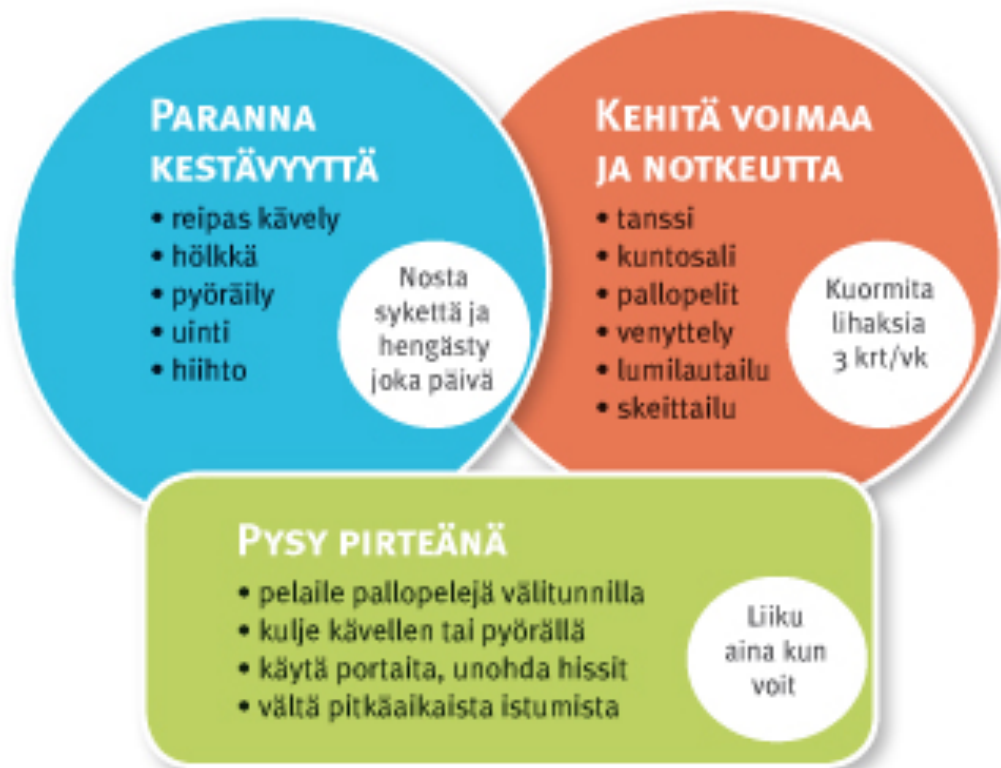 PARANNA
KESTÄVYYTTÄ
• reipas kävely
• hölkkä
• pyöräily
• uinti
• hiihto
Nosta
sykettä ja
hengästy
joka päivä
KEHITÄ VOIMAA
JA NOTKEUTTA
• tanssi
• kuntosali
• pallopelit
• venyttely
• lumilautailu
• skeittailu
Kuormita
lihaksia
3 krt/vk
PYSY PIRTEÄNÄ
• pelaile pallopelejä välitunnilla
• kulje kävellen tai pyörällä
• käytä portaita, unohda hissit
• vältä pitkäaikaista istumista
Liiku
aina kun
voit